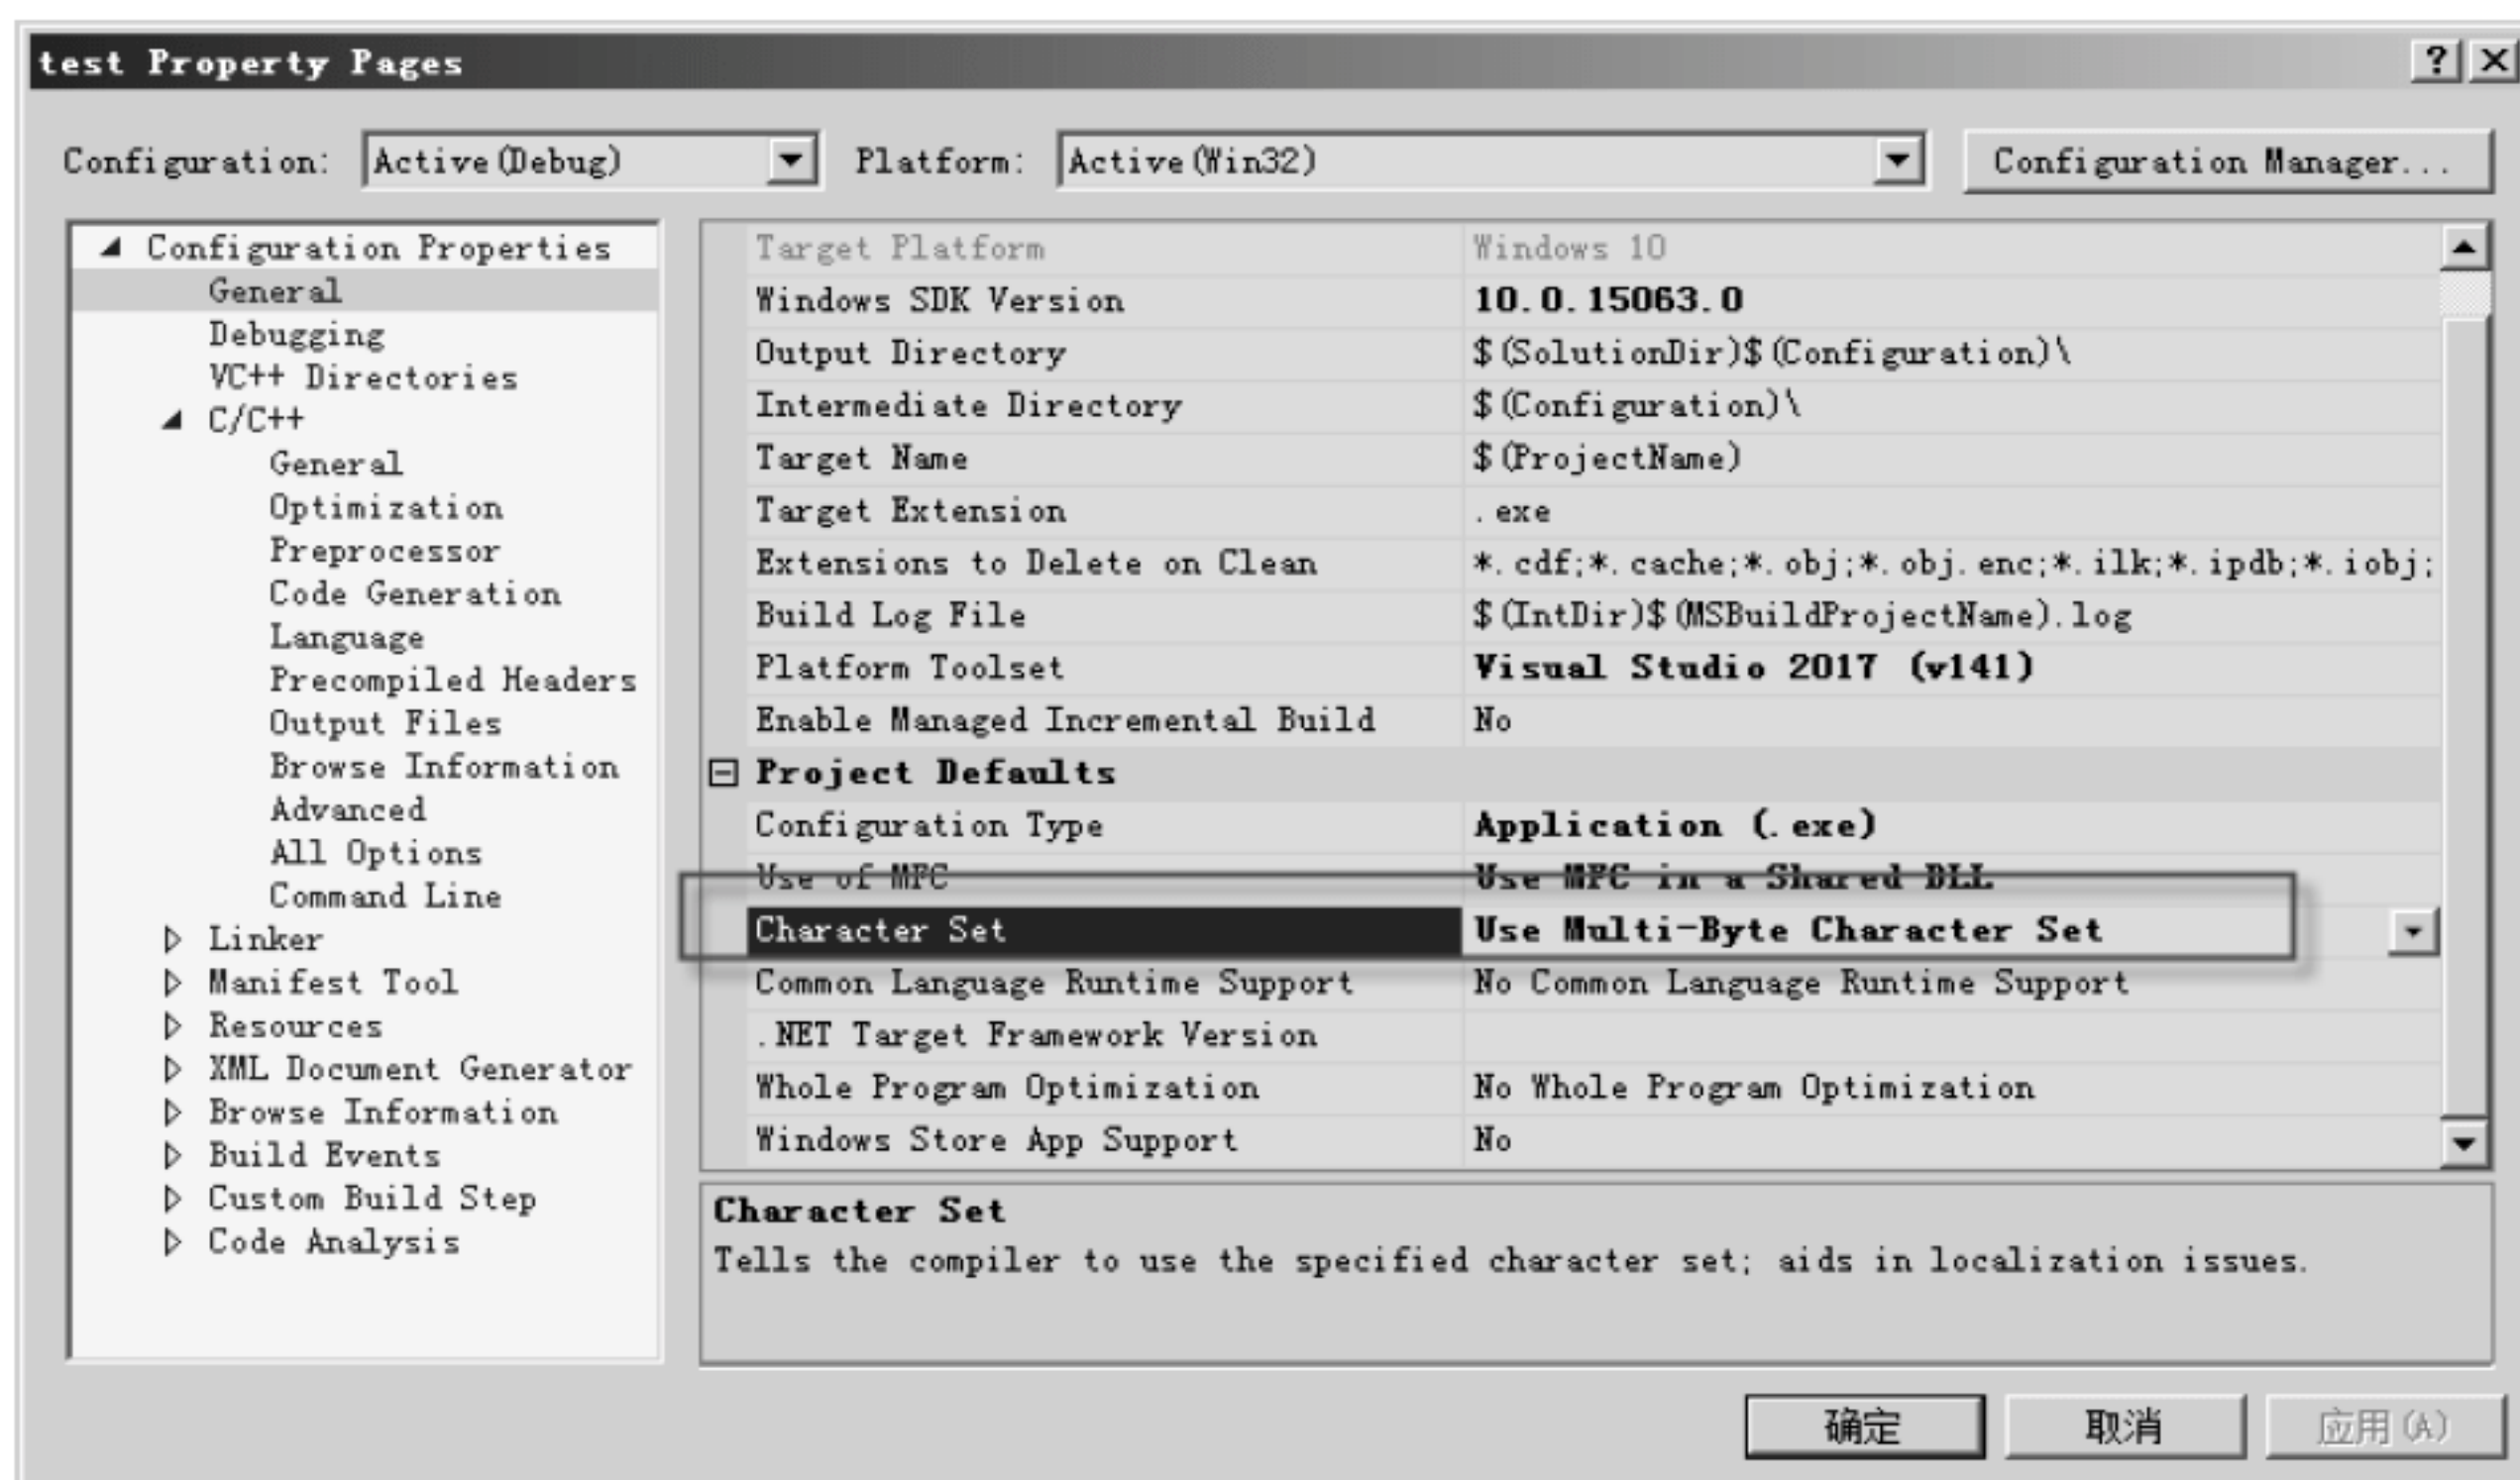 test Property Pages
?
Configuration: Active(Debug) Platform: Active(Win32) Configuration Manager...
Configuration Properties
General
Debugging
VC++ Directories
C/C++
General
Optimization
Preprocessor
Code Generation
Language
Precompiled Headers
Output Files
Browse Information
Advanced
All Options
Command Line
Linker
Manifest Tool
Resources
XML Document Generator
Browse Information
Build Events
Custom Build Step
Code Analysis
Target Platform Windows 10
Windows SDK Version 10.0.15063.0
Output Directory $(SolutionDir)$(Configuration)\
Intermediate Directory $(Configuration)\
Target Name $(ProjectName)
Target Extension .exe
Extensions to Delete on Clean *.cdf;*.cache;*.obj;*.obj.enc;*.ilk;*.ipdb;*.iobj;
Build Log File $(IntDir)$(MSBuildProjectName).log
Platform Toolset Visual Studio 2017 (v141)
Enable Managed Incremental Build No
Project Defaults
Configuration Type Application (.exe)
Use of MFC Use MFC in a Shared DLL
Character Set Use Multi-Byte Character Set
Common Language Runtime Support No Common Language Runtime Support
.NET Target Framework Version
Whole Program Optimization No Whole Program Optimization
Windows Store App Support No
Character Set
Tells the compiler to use the specified character set; aids in localization issues.
确定 取消 应用(A)